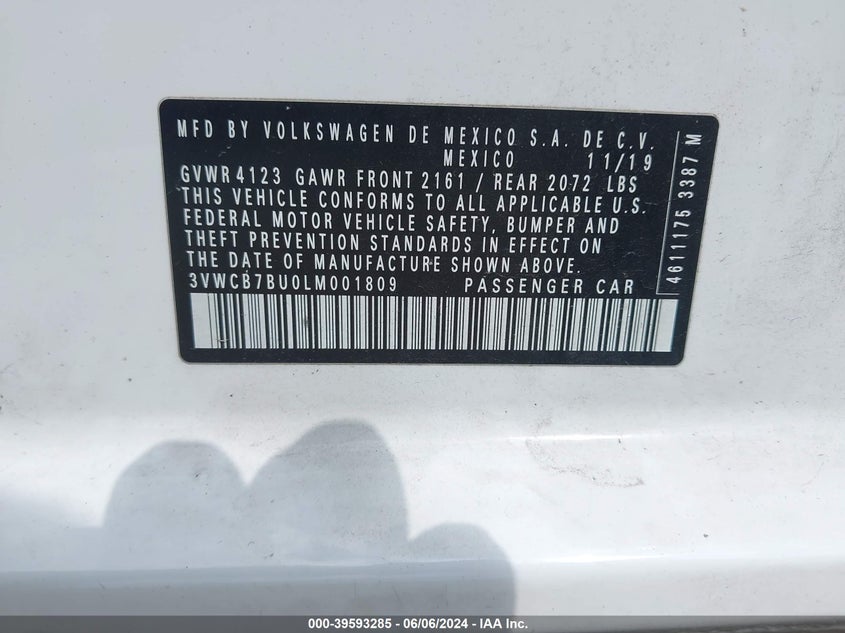 MFD BY VOLKSWAGEN DE MEXICO S.A. DE C.V.
MEXICO 11/19
GVWR 4123 GAWR FRONT 2161 / REAR 2072 LBS
THIS VEHICLE CONFORMS TO ALL APPLICABLE U.S.
FEDERAL MOTOR VEHICLE SAFETY, BUMPER AND
THEFT PREVENTION STANDARDS IN EFFECT ON
THE DATE OF MANUFACTURE SHOWN ABOVE.
3VWCB7BU0LM001809 PASSENGER CAR
4611175 3387 M
000-39593285 - 06/06/2024 - IAA Inc.